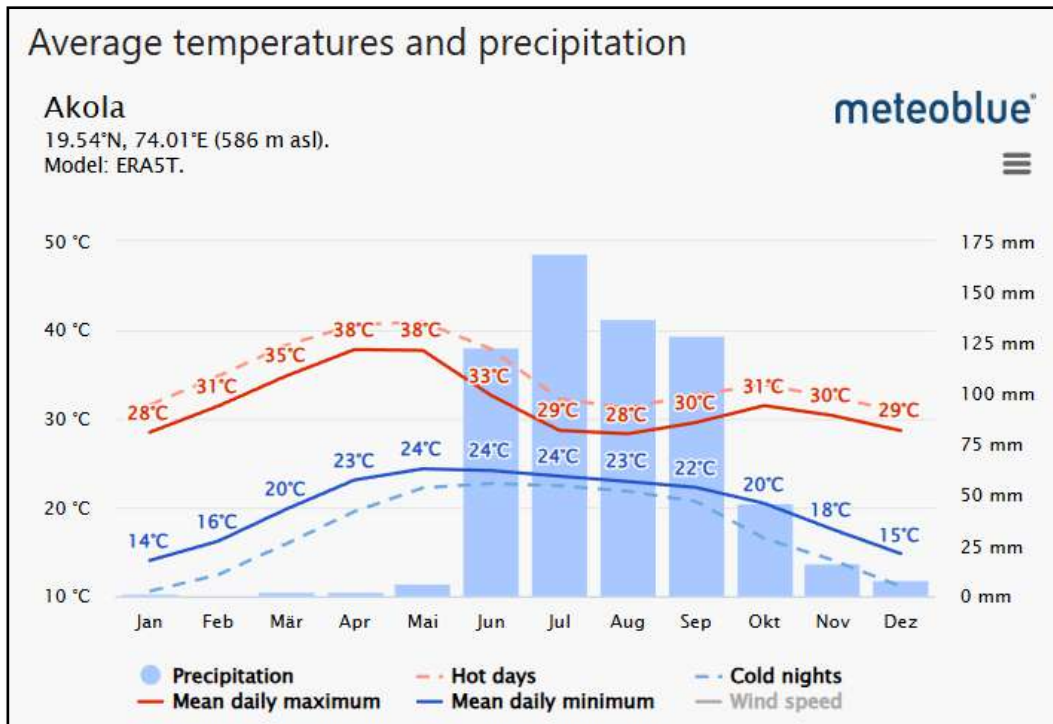 Average temperatures and precipitation
Akola
meteoblue®
19.54°N, 74.01°E (586 m asl).
Model: ERA5T.
50 °C
175 mm
150 mm
40 °C
38°C 38°C
125 mm
35°C
33°C
31°C
28°C
29°C
28°C
30°C
31°C
30°C
29°C
100 mm
30 °C
75 mm
24°C 24°C 24°C
23°C
23°C
22°C
20°C
20°C
18°C
16°C
14°C
15°C
20 °C
50 mm
25 mm
10 °C
0 mm
Jan Feb Mär Apr Mai Jun Jul Aug Sep Okt Nov Dez
Precipitation Hot days Cold nights
Mean daily maximum Mean daily minimum Wind speed